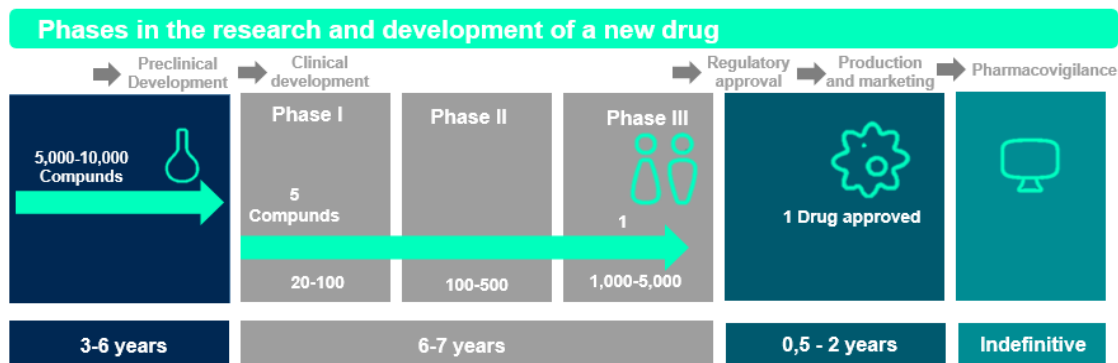 Phases in the research and development of a new drug
Preclinical
Development
Clinical
development
Regulatory
approval
Production
and marketing
Pharmacovigilance
5,000-10,000
Compunds
Phase I
5
Compunds
20-100
Phase II
100-500
Phase III
1
1,000-5,000
1 Drug approved
3-6 years
6-7 years
0,5 - 2 years
Indefinitive